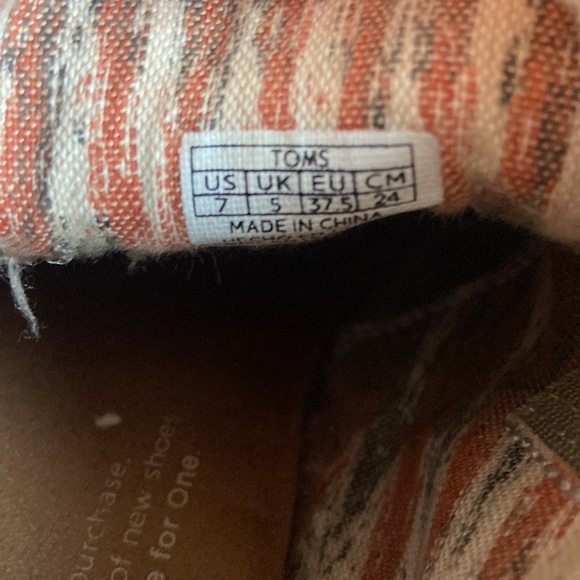 TOMS
US UK EU CM
7 5 37.5 24
MADE IN CHINA
HECHO
purchase.
of new shoes
for One.